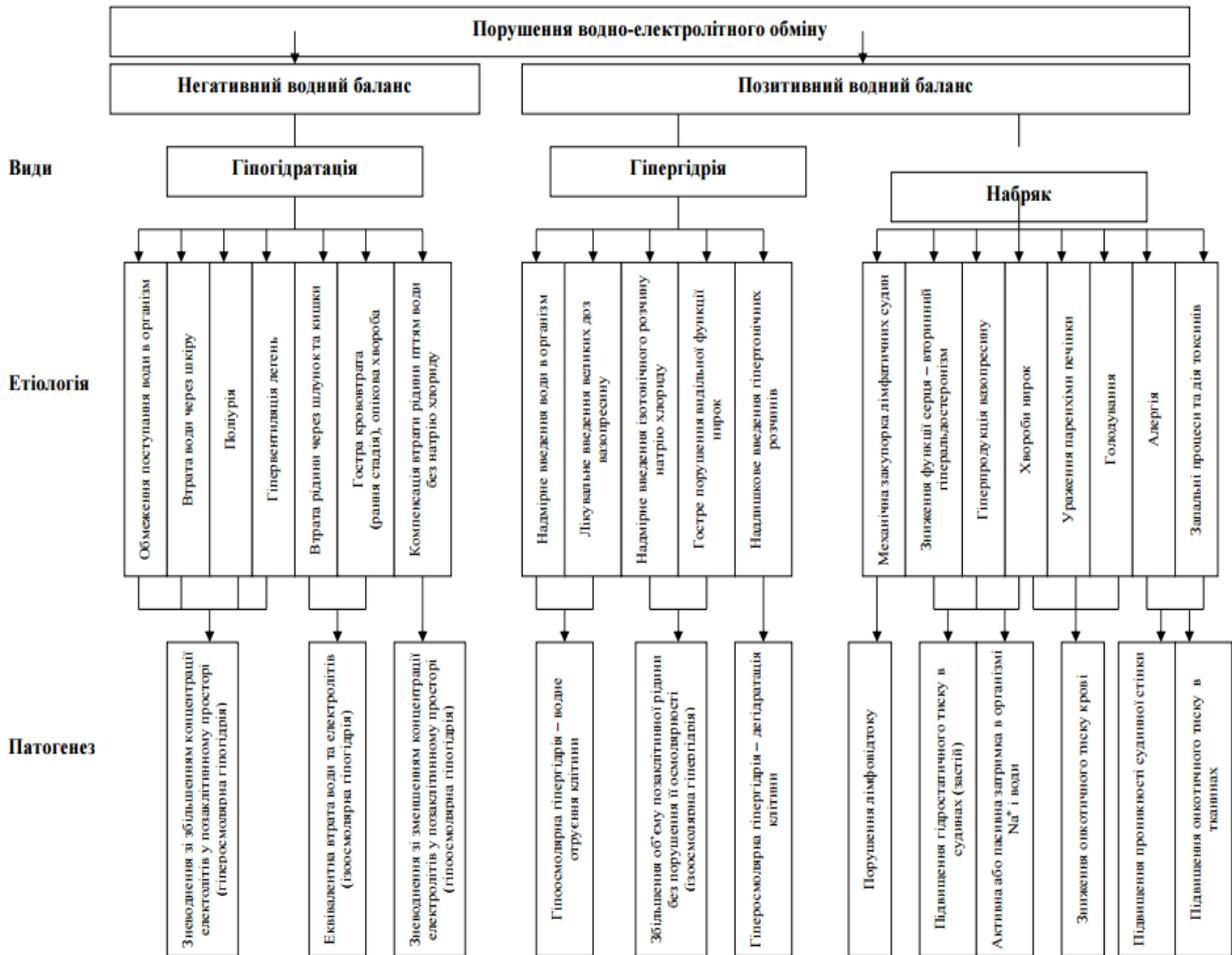 Порушення водно-електролітного обміну
Негативний водний баланс
Позитивний водний баланс
Види
Гіпогідратація
Гіпергідрія
Набряк
Етіологія
Обмеження поступання води в організм
Втрата води через шкіру
Поліурія
Гіпервентиляція легень
Втрата рідини через шлунок та кишки
Гостра крововтрата
(рання стадія), опікова хвороба
Компенсація втрати рідини пттям води
без натрію хлориду
Надмірне введення води в організм
Лікувальне введення великих доз
вазопресину
Надмірне введення ізотонічного розчину
натрію хлориду
Гостре порушення видільної функції
нирок
Надлишкове введення гіпертонічних
розчинів
Механічна закупорка лімфатичних судин
Зниження функції серця – вторинний
гіперальдостеронізм
Гіперпродукція вазопресину
Хвороби нирок
Ураження паренхіми печінки
Голодування
Алергія
Запальні процеси та дія токсинів
Патогенез
Зневоднення зі збільшенням концентрації
електолітів у позаклітинному просторі
(гіперосмолярна гіпогідрія)
Еквівалентна втрата води та електролітів
(ізоосмолярна гіпогідрія)
Зневоднення зі зменшенням концентрації
електролітів у позаклітинному просторі
(гіпоосмолярна гіпогідрія)
Гіпоосмолярна гіпергідрія – водне
отруєння клітини
Збільшення об'єму позаклітинної рідини
без порушення її осмолярності
(ізоосмолярна гіпергідрія)
Гіперосмолярна гіпергідрія – дегідратація
клітини
Порушення лімфовідтоку
Підвищення гідростатичного тиску в
судинах (застій)
Активна або пасивна затримка в організмі
Na⁺ і води
Зниження онкотичного тиску крові
Підвищення проникності судинної стінки
Підвищення онкотичного тиску в
тканинах